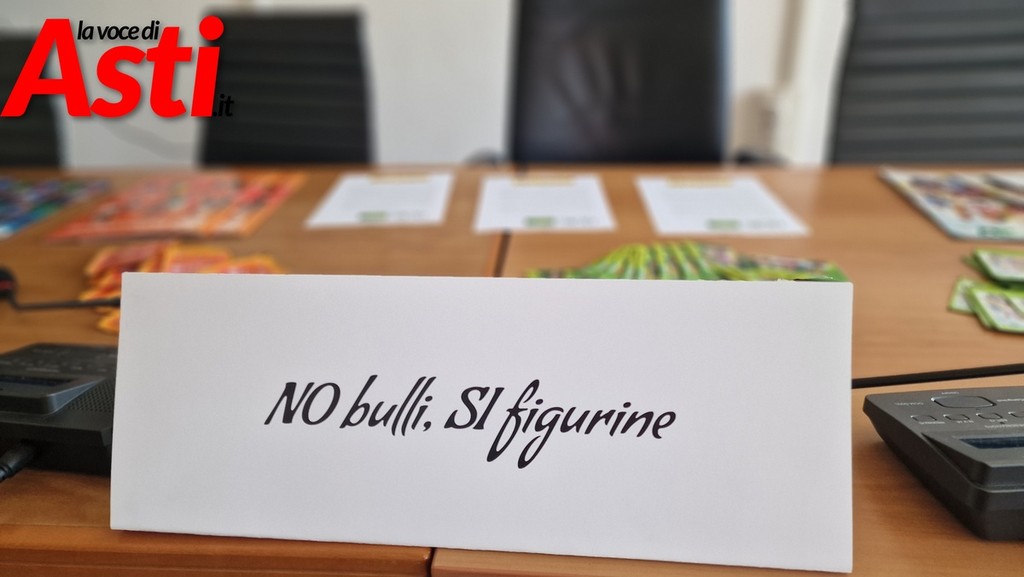 la voce di
Asti.it
NO bulli, SI figurine